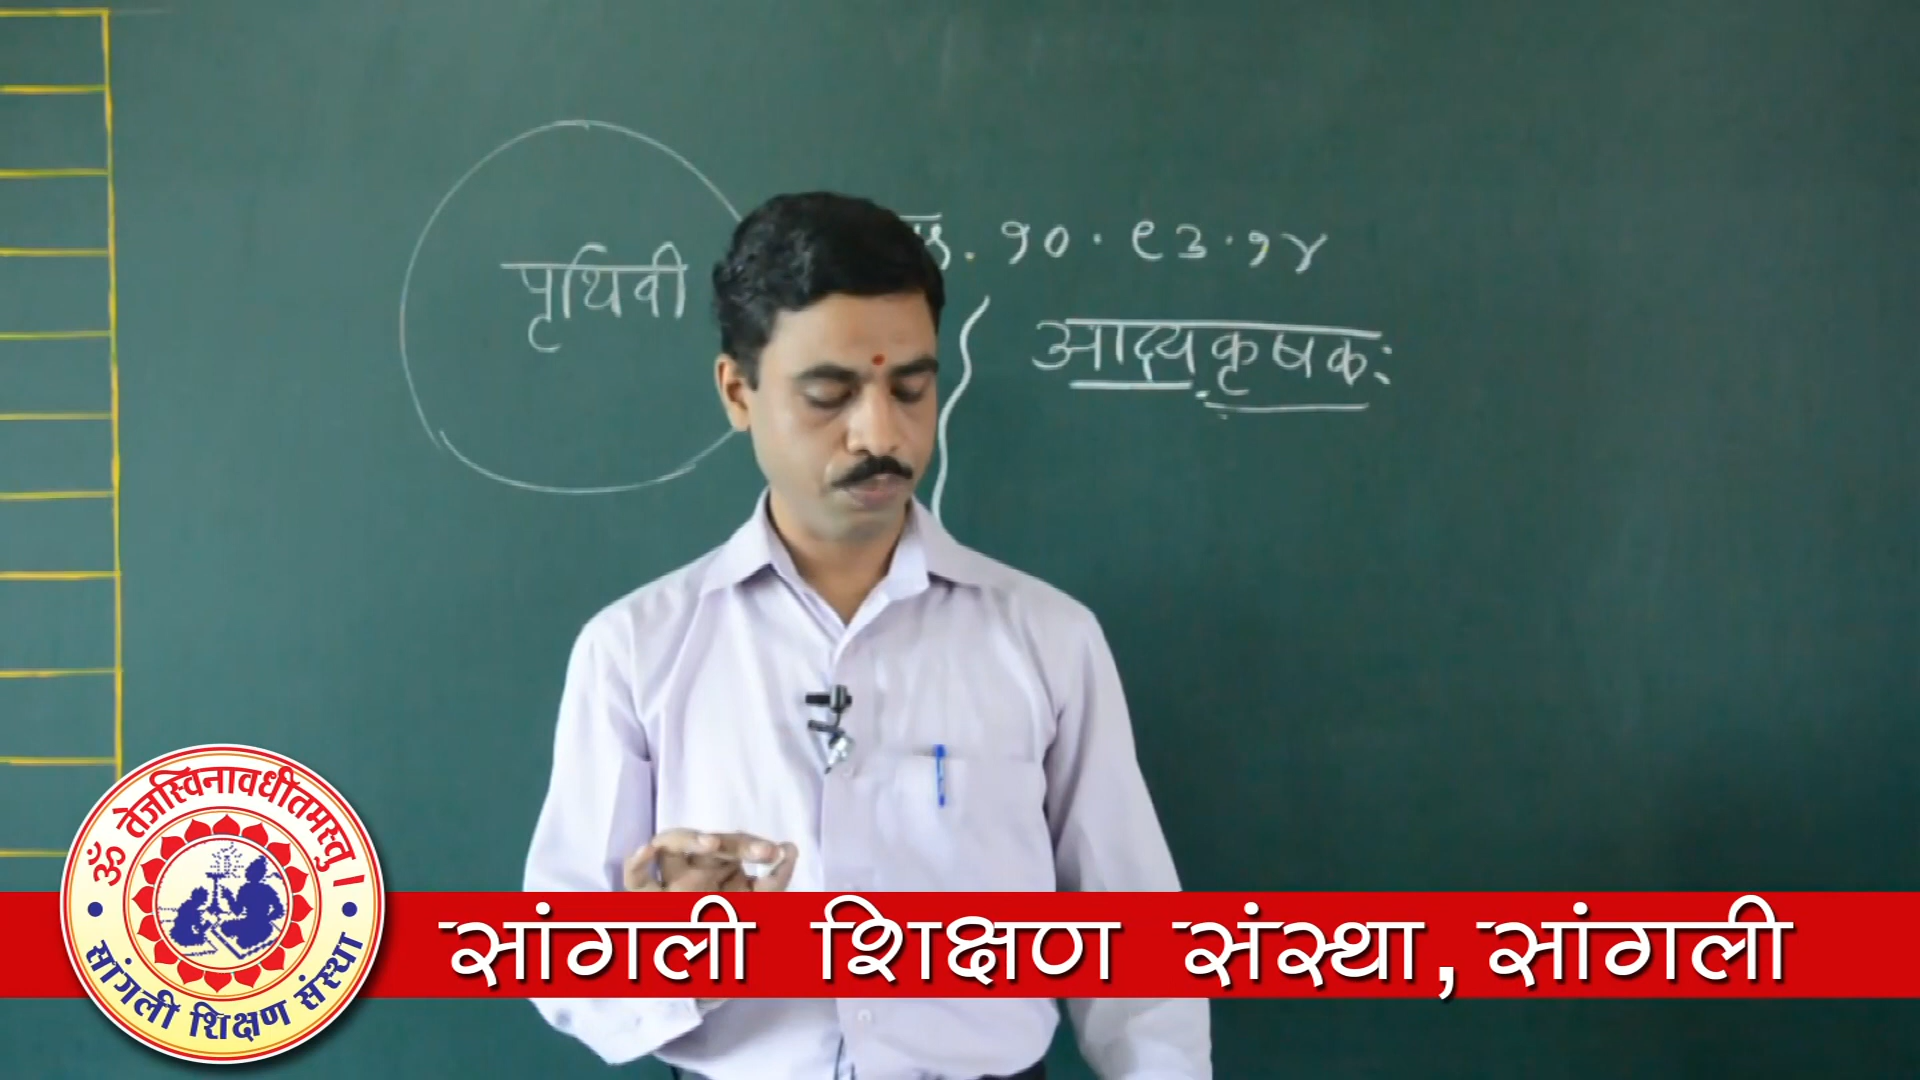 ऋ. १०.९३.१४
पृथिवी
आद्यकृषकः
ॐ तेजस्विनावधीतमस्तु।
सांगली शिक्षण संस्था
सांगली शिक्षण संस्था, सांगली